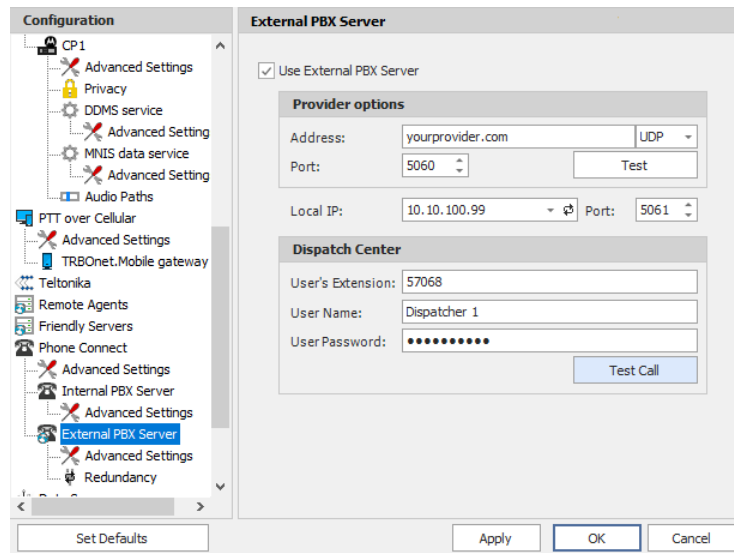 Configuration
CP1
Advanced Settings
Privacy
DDMS service
Advanced Setting
MNIS data service
Advanced Setting
Audio Paths
PTT over Cellular
Advanced Settings
TRBOnet.Mobile gateway
Teltonika
Remote Agents
Friendly Servers
Phone Connect
Advanced Settings
Internal PBX Server
Advanced Settings
External PBX Server
Advanced Settings
Redundancy
Set Defaults
External PBX Server
Use External PBX Server
Provider options
Address: yourprovider.com UDP
Port: 5060 Test
Local IP: 10.10.100.99 Port: 5061
Dispatch Center
User's Extension: 57068
User Name: Dispatcher 1
User Password: ●●●●●●●●●●
Test Call
Apply OK Cancel